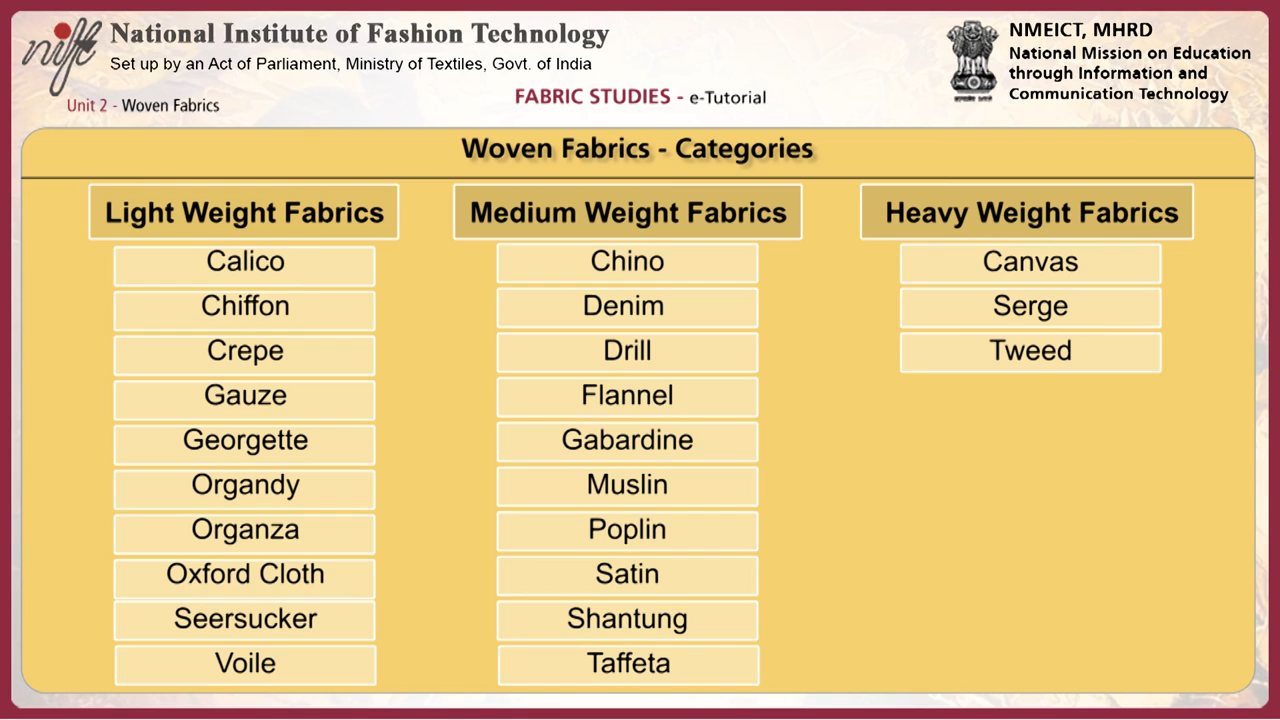 nift
National Institute of Fashion Technology
Set up by an Act of Parliament, Ministry of Textiles, Govt. of India
Unit 2 - Woven Fabrics
FABRIC STUDIES - e-Tutorial
NMEICT, MHRD
National Mission on Education
through Information and
Communication Technology
Woven Fabrics - Categories
Light Weight Fabrics
Calico
Chiffon
Crepe
Gauze
Georgette
Organdy
Organza
Oxford Cloth
Seersucker
Voile
Medium Weight Fabrics
Chino
Denim
Drill
Flannel
Gabardine
Muslin
Poplin
Satin
Shantung
Taffeta
Heavy Weight Fabrics
Canvas
Serge
Tweed